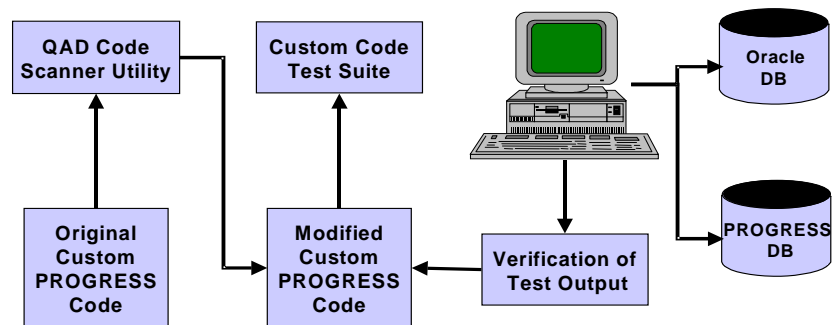 QAD Code
Scanner Utility
Custom Code
Test Suite
Oracle
DB
Original
Custom
PROGRESS
Code
Modified
Custom
PROGRESS
Code
Verification of
Test Output
PROGRESS
DB